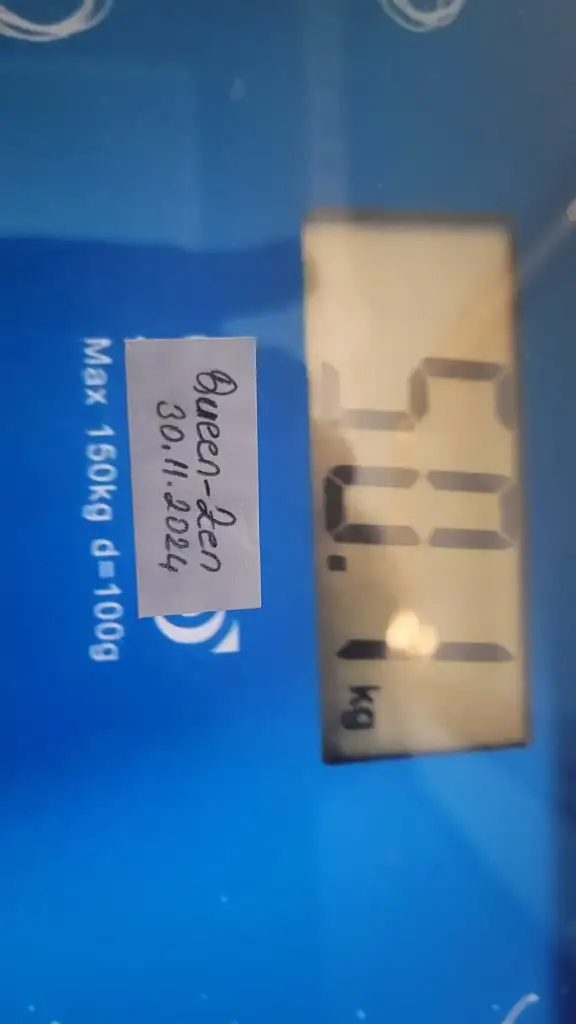 50.1 kg
Queen-Zen
30.11.2024
Max 150kg d=100g